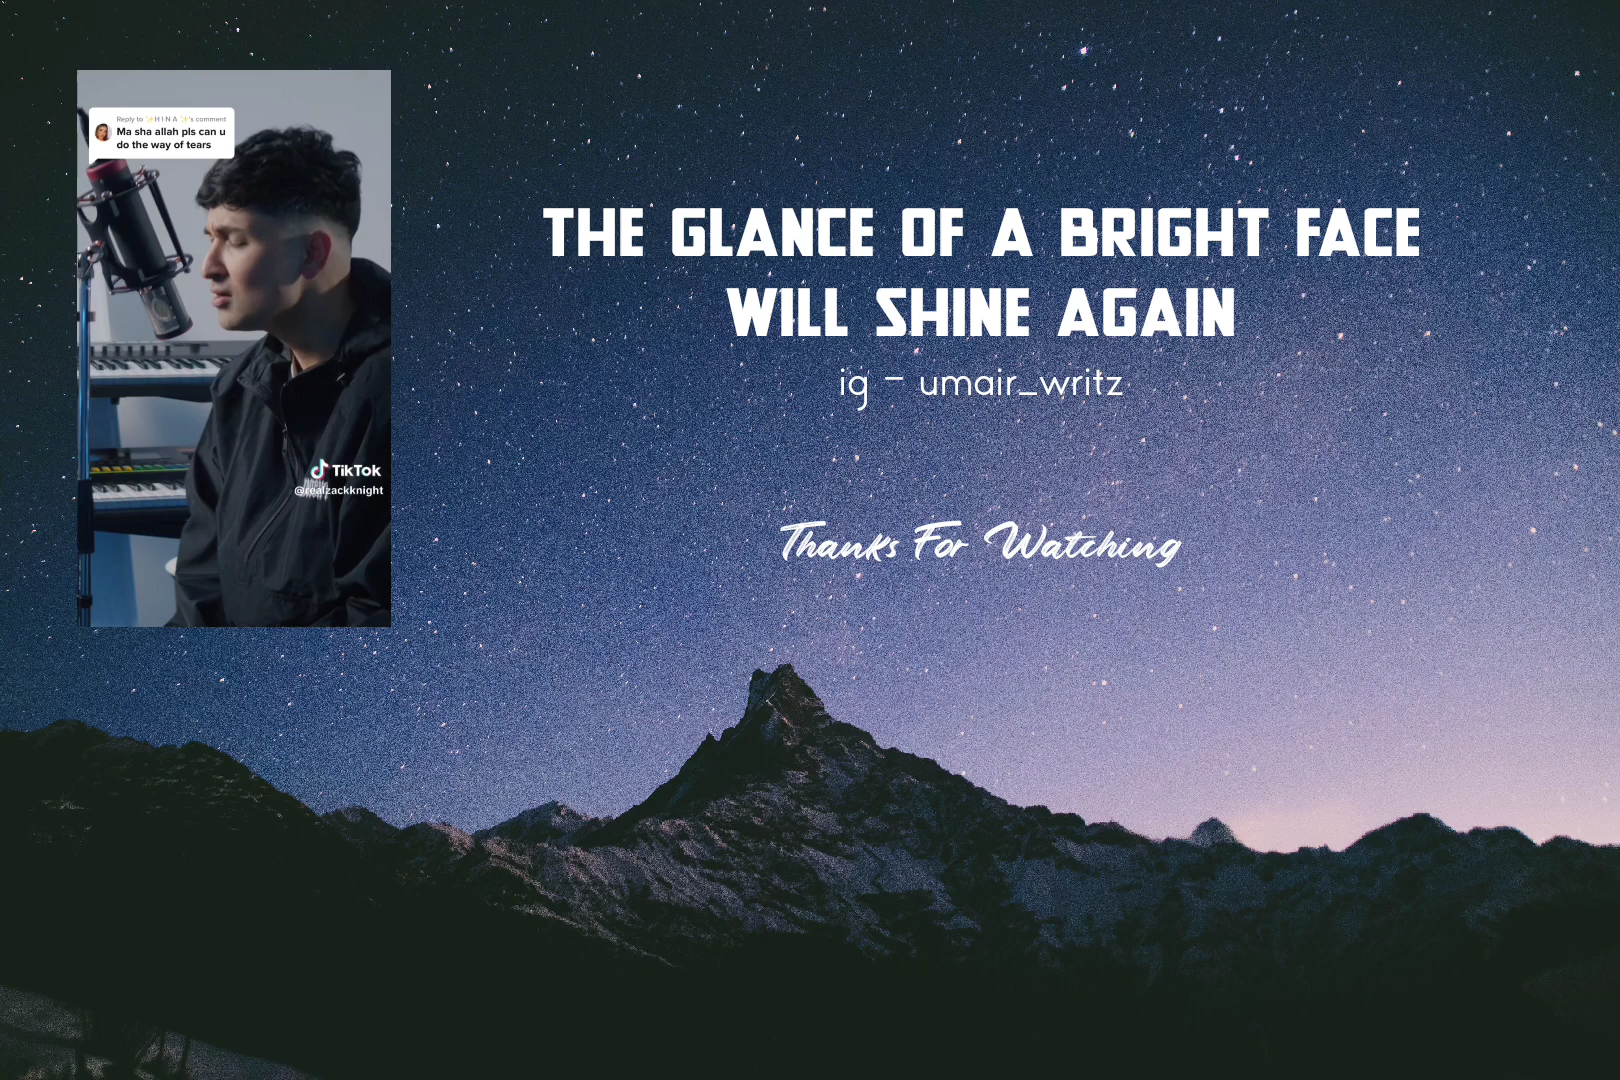 Reply to ✨H I N A ✨'s comment
Ma sha allah pls can u
do the way of tears
TikTok
@realzackknight
THE GLANCE OF A BRIGHT FACE
WILL SHINE AGAIN
ig - umair_writz
Thanks For Watching